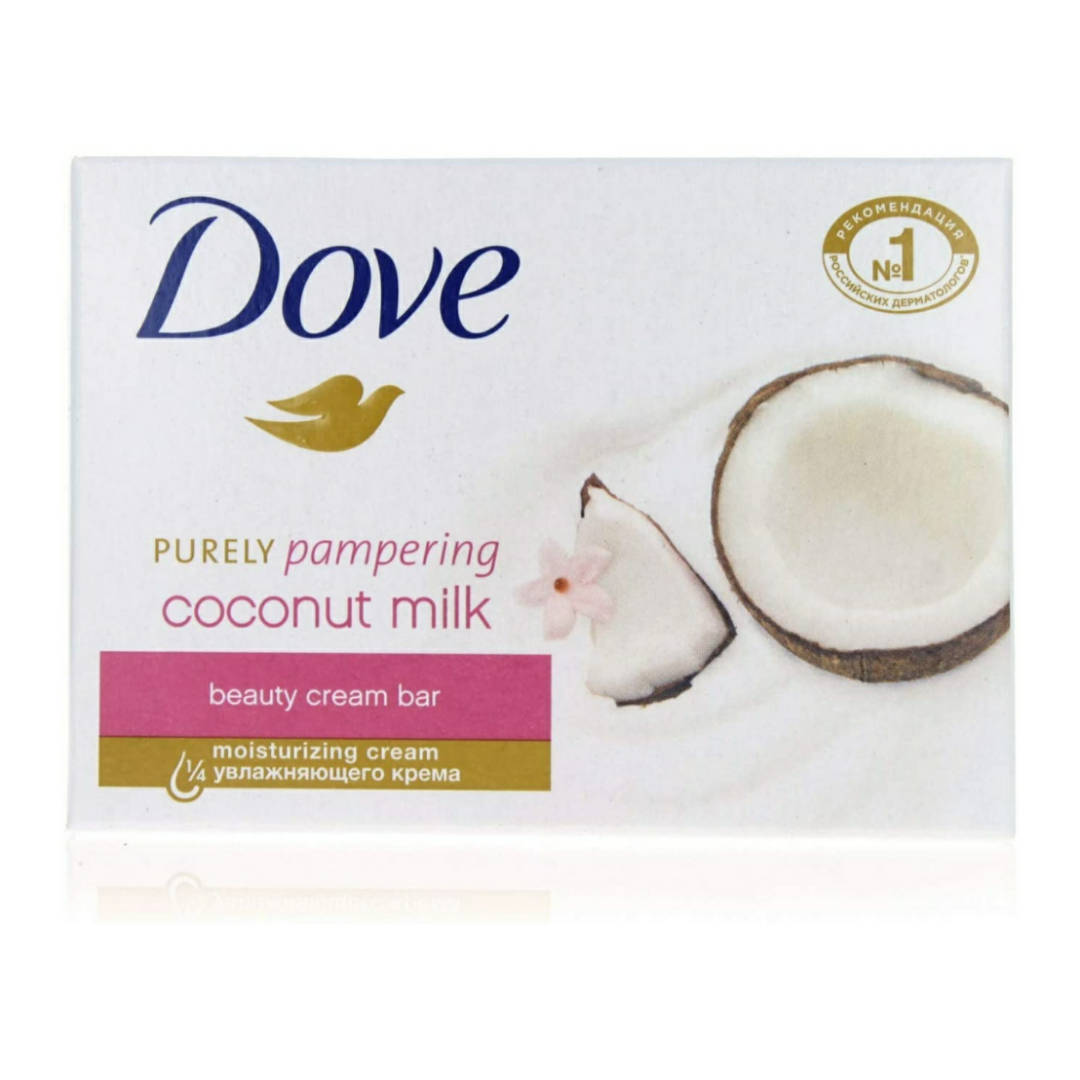 Dove
РЕКОМЕНДАЦИЯ
№1
РОССИЙСКИХ ДЕРМАТОЛОГОВ*
PURELY pampering
coconut milk
beauty cream bar
moisturizing cream
1/4 увлажняющего крема